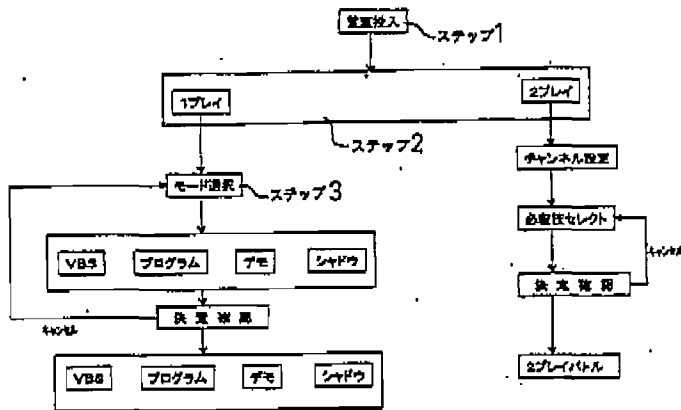 電源投入
ステップ1
1プレイ
2プレイ
ステップ2
チャンネル設定
モード選択
ステップ3
必殺技セレクト
VBS
プログラム
デモ
シャドウ
キャンセル
決定確認
決定確認
キャンセル
VBS
プログラム
デモ
シャドウ
2プレイバトル